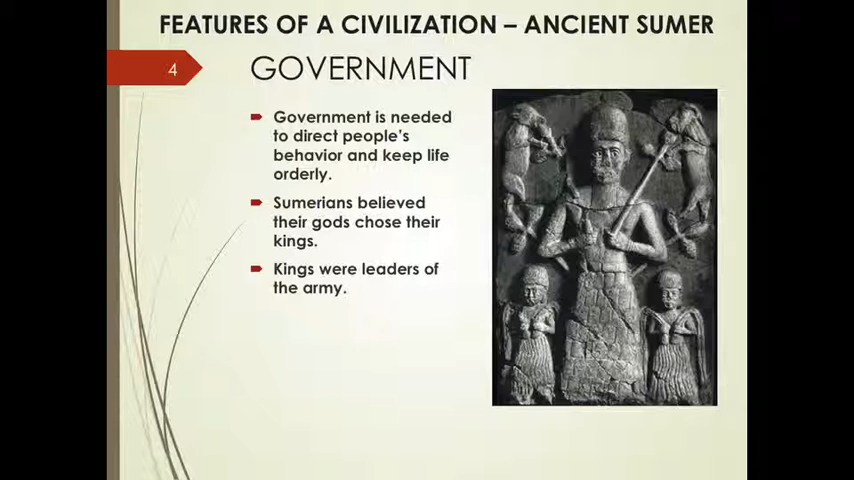 FEATURES OF A CIVILIZATION – ANCIENT SUMER
4
GOVERNMENT
Government is needed
to direct people's
behavior and keep life
orderly.
Sumerians believed
their gods chose their
kings.
Kings were leaders of
the army.